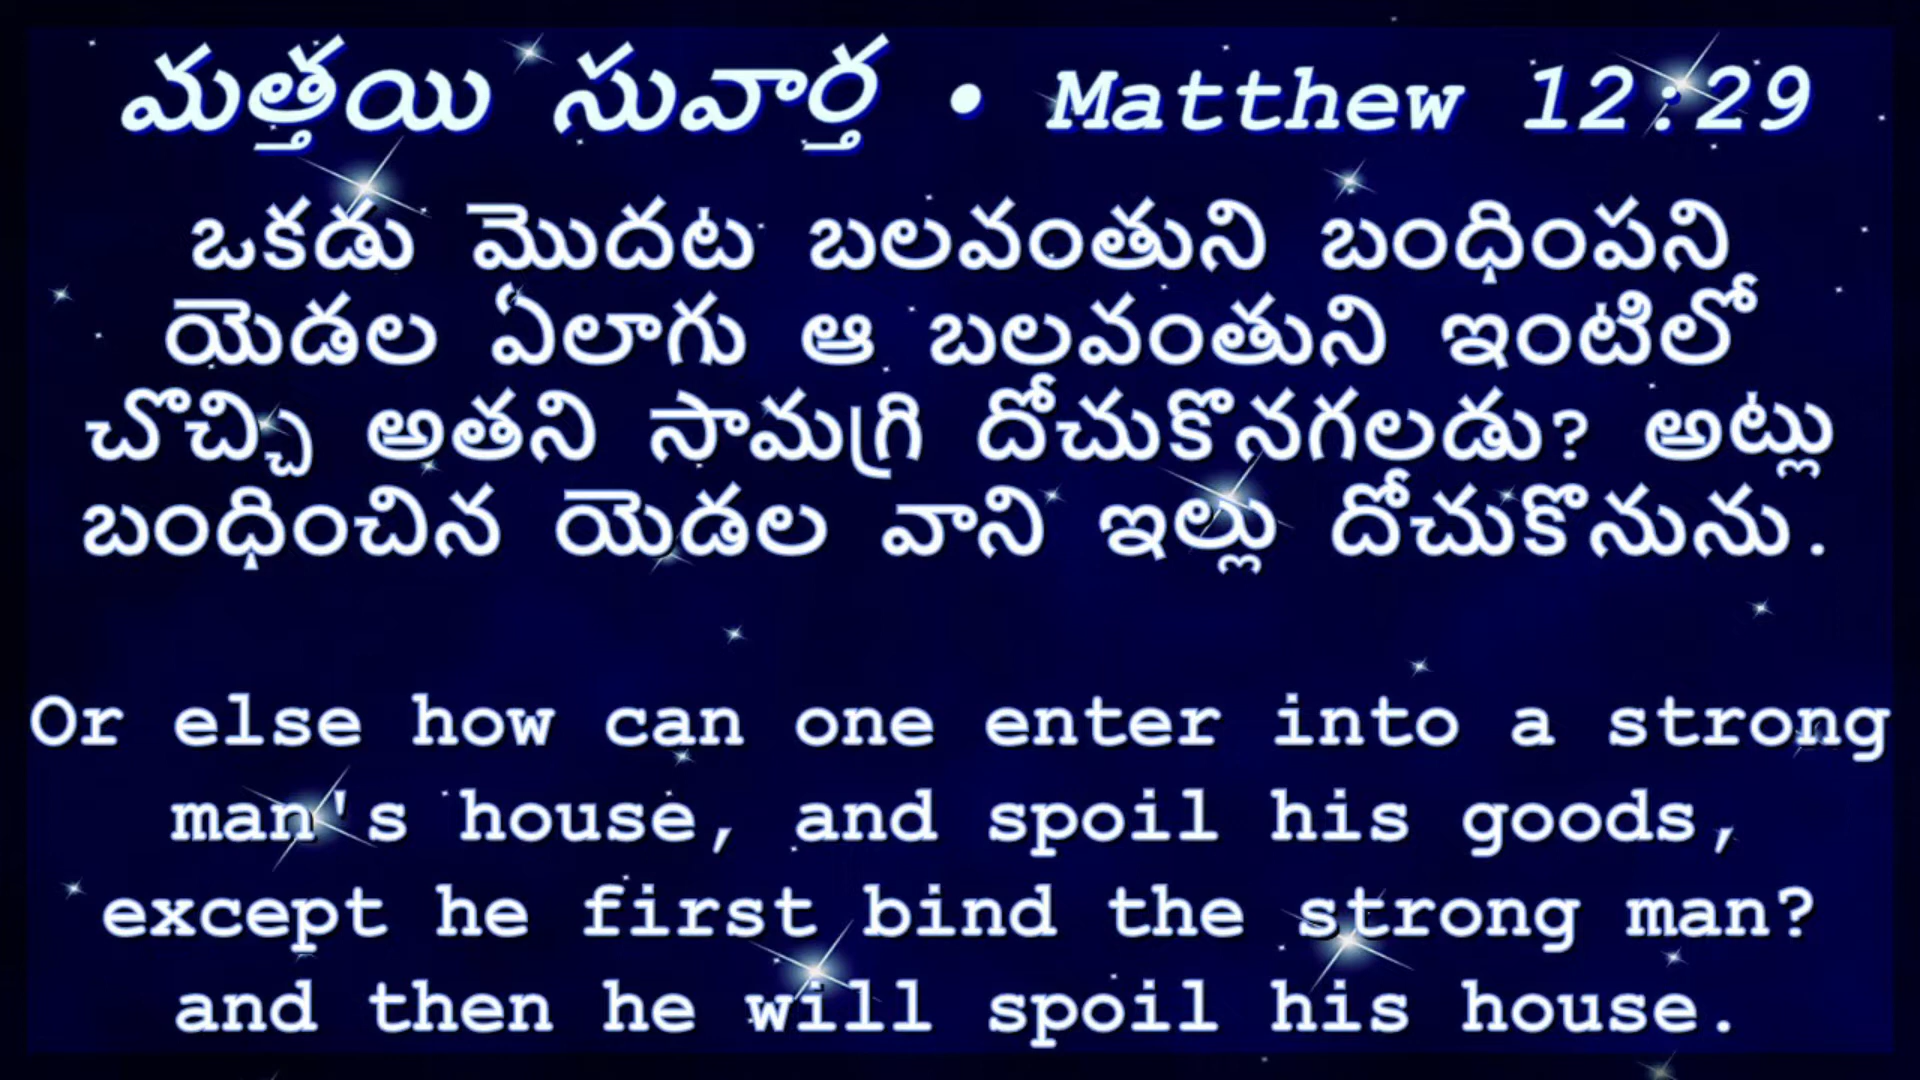 మత్తయి సువార్త • Matthew 12:29
ఒకడు మొదట బలవంతుని బంధింపని
యెడల ఏలాగు ఆ బలవంతుని ఇంటిలో
చొచ్చి అతని సామగ్రి దోచుకొనగలడు? అట్లు
బంధించిన యెడల వాని ఇల్లు దోచుకొనును.
Or else how can one enter into a strong
man's house, and spoil his goods,
except he first bind the strong man?
and then he will spoil his house.